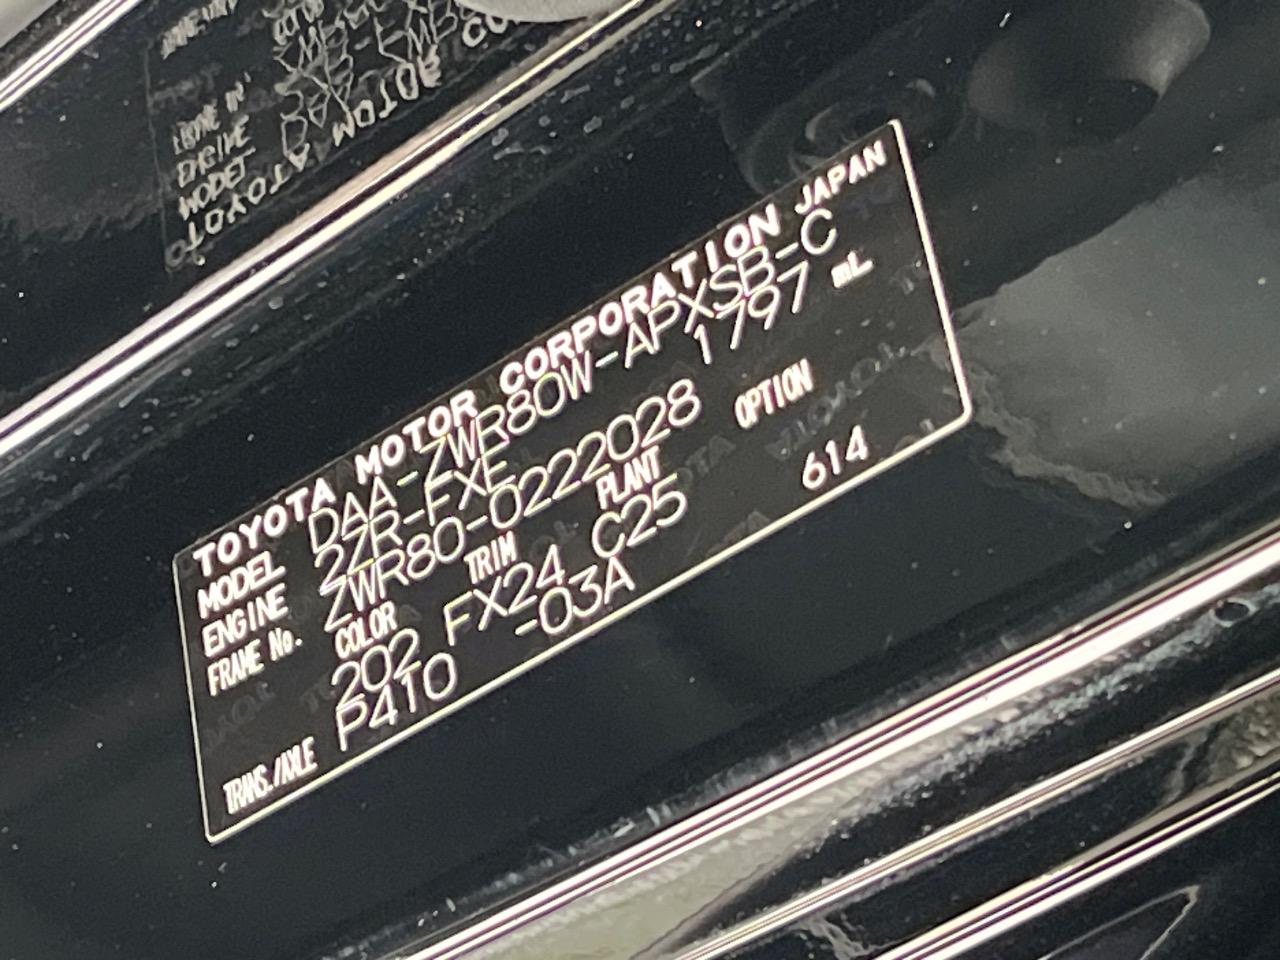 TOYOTA MOTOR CORPORATION JAPAN
MODEL DAA-ZWR80W-APXSB-C
ENGINE 2ZR-FXE 1797 mL
FRAME No. ZWR80-0222028
COLOR TRIM PLANT OPTION
202 FX24 C25 614
TRANS./AXLE P410 -03A